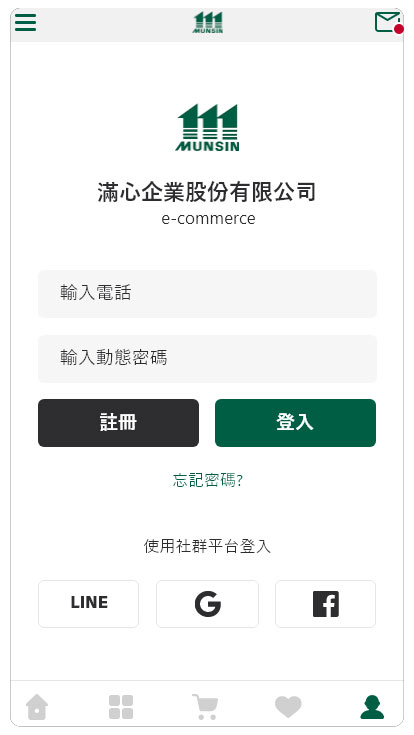 MUNSIN
MUNSIN
滿心企業股份有限公司
e-commerce
輸入電話
輸入動態密碼
註冊
登入
忘記密碼?
使用社群平台登入
LINE